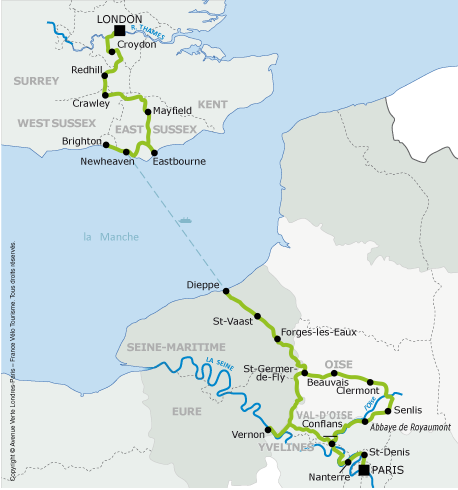 LONDON
R. THAMES
Croydon
Redhill
SURREY
Crawley
KENT
Mayfield
WEST SUSSEX
EAST SUSSEX
Brighton
Newheaven
Eastbourne
la Manche
Dieppe
St-Vaast
Forges-les-Eaux
SEINE-MARITIME
LA SEINE
St-Germer-
de-Fly
OISE
Beauvais
Clermont
L'OISE
EURE
VAL-D'OISE
Senlis
Conflans
Abbaye de Royaumont
Vernon
YVELINES
St-Denis
Nanterre
PARIS
Copyright © Avenue Verte London-Paris – France Vélo Tourisme. Tous droits réservés.